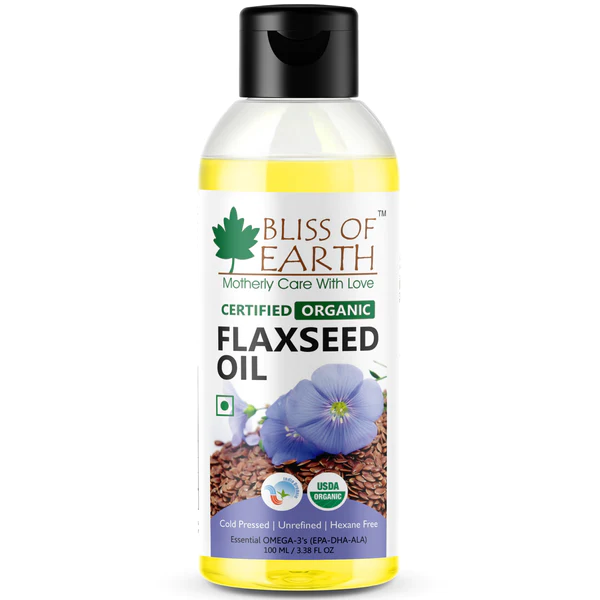 BLISS OF
EARTH
TM
Motherly Care With Love
CERTIFIED ORGANIC
FLAXSEED
OIL
USDA
ORGANIC
Cold Pressed | Unrefined | Hexane Free
Essential OMEGA-3's (EPA-DHA-ALA)
100 ML / 3.38 FL OZ